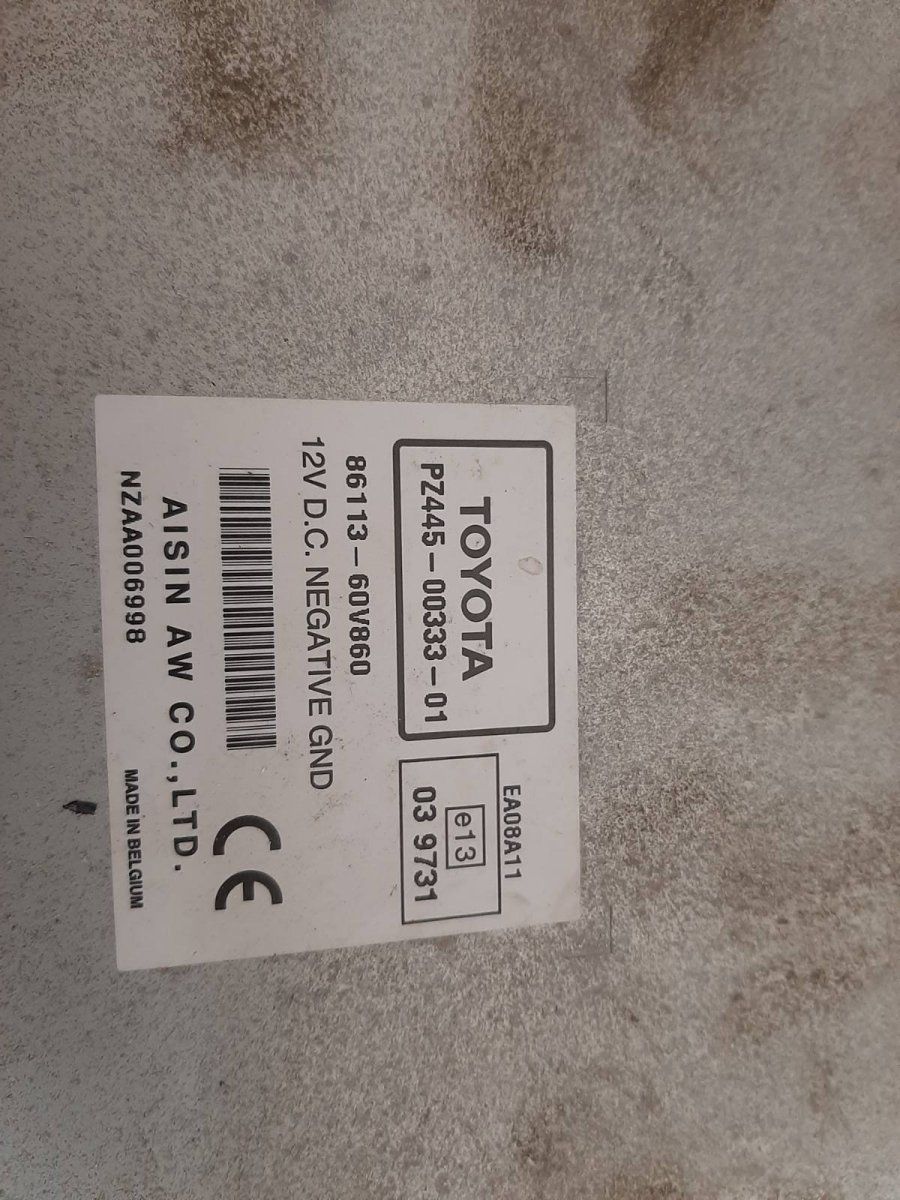 TOYOTA
PZ445-00333-01
EA08A11
e13
03 9731
86113-60V860
12V D.C. NEGATIVE GND
CE
AISIN AW CO.,LTD.
NZAA006998
MADE IN BELGIUM